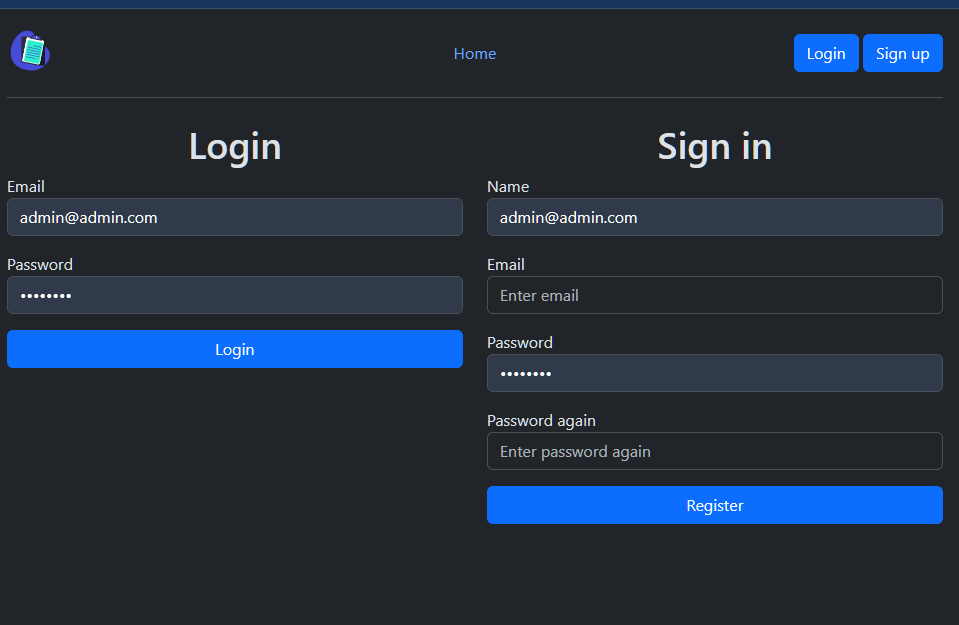 Home
Login Sign up
Login
Email
admin@admin.com
Password
••••••••
Login
Sign in
Name
admin@admin.com
Email
Enter email
Password
••••••••
Password again
Enter password again
Register